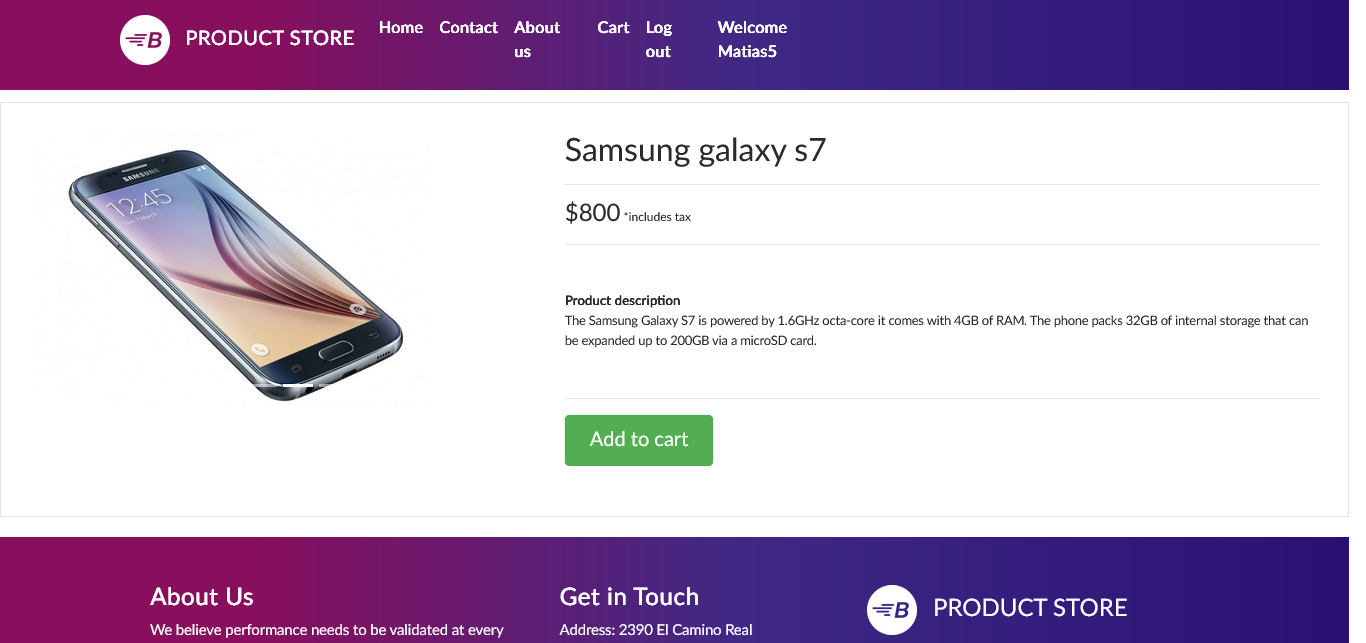 B PRODUCT STORE Home Contact About us Cart Log out Welcome Matias5
SAMSUNG
12:45
Samsung galaxy s7
$800 *includes tax
Product description
The Samsung Galaxy S7 is powered by 1.6GHz octa-core it comes with 4GB of RAM. The phone packs 32GB of internal storage that can
be expanded up to 200GB via a microSD card.
Add to cart
About Us
We believe performance needs to be validated at every
Get in Touch
Address: 2390 El Camino Real
B PRODUCT STORE